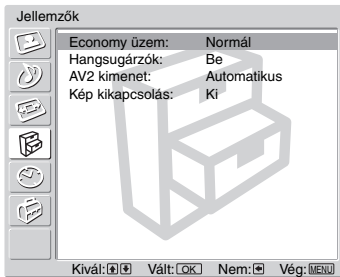 Jellemzők
Economy üzem: Normál
Hangsugárzók: Be
AV2 kimenet: Automatikus
Kép kikapcsolás: Ki
Kivál: Vált: OK Nem: Vég: MENU